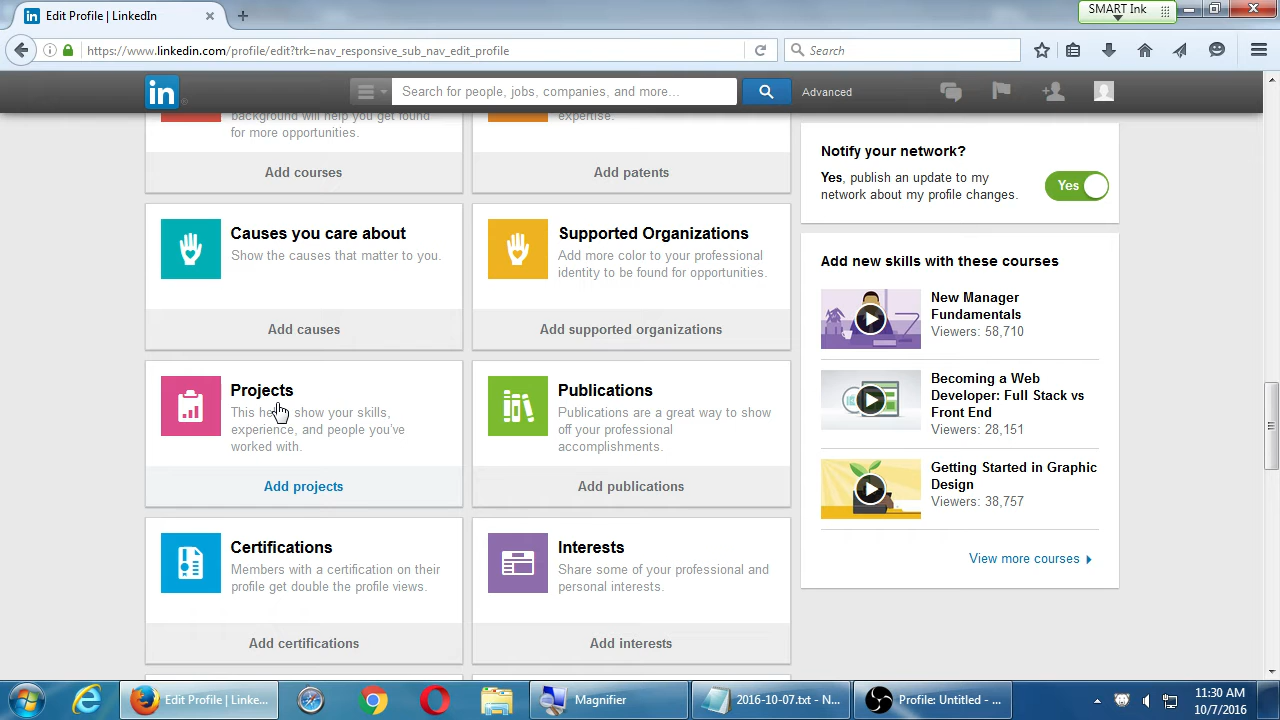 Edit Profile | LinkedIn
SMART Ink
https://www.linkedin.com/profile/edit?trk=nav_responsive_sub_nav_edit_profile
Search
in
Search for people, jobs, companies, and more...
Advanced
background will help you get found
for more opportunities.
Add courses
expertise.
Add patents
Causes you care about
Show the causes that matter to you.
Add causes
Supported Organizations
Add more color to your professional
identity to be found for opportunities.
Add supported organizations
Projects
This helps show your skills,
experience, and people you've
worked with.
Add projects
Publications
Publications are a great way to show
off your professional
accomplishments.
Add publications
Certifications
Members with a certification on their
profile get double the profile views.
Add certifications
Interests
Share some of your professional and
personal interests.
Add interests
Notify your network?
Yes, publish an update to my
network about my profile changes.
Yes
Add new skills with these courses
New Manager
Fundamentals
Viewers: 58,710
Becoming a Web
Developer: Full Stack vs
Front End
Viewers: 28,151
Getting Started in Graphic
Design
Viewers: 38,757
View more courses
Edit Profile | Linke...
Magnifier
2016-10-07.txt - N...
Profile: Untitled - ...
11:30 AM
10/7/2016